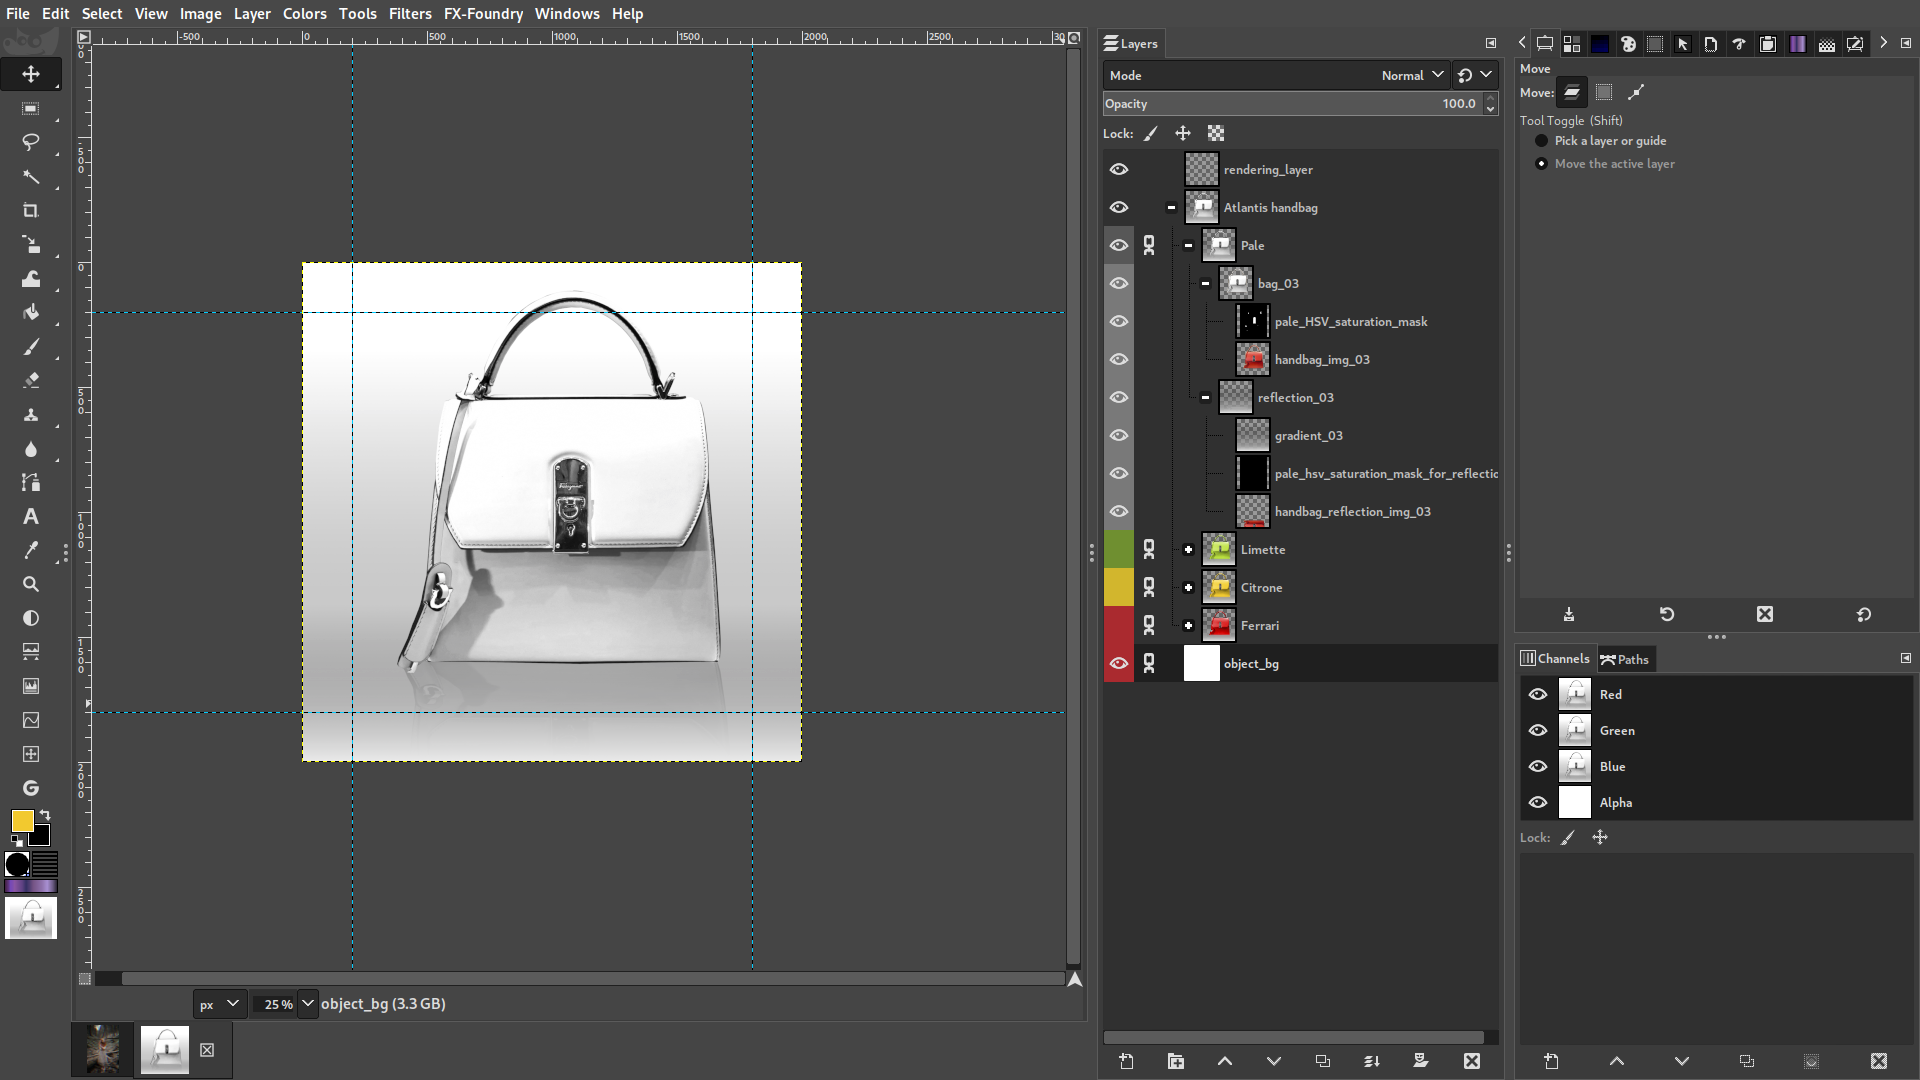 File Edit Select View Image Layer Colors Tools Filters FX-Foundry Windows Help
-500 0 500 1000 1500 2000 2500 30
Layers
Mode Normal
Opacity 100.0
Lock:
rendering_layer
Atlantis handbag
Pale
bag_03
pale_HSV_saturation_mask
handbag_img_03
reflection_03
gradient_03
pale_hsv_saturation_mask_for_reflectio
handbag_reflection_img_03
Limette
Citrone
Ferrari
object_bg
Move
Move:
Tool Toggle (Shift)
Pick a layer or guide
Move the active layer
Channels Paths
Red
Green
Blue
Alpha
Lock:
px 25 % object_bg (3.3 GB)